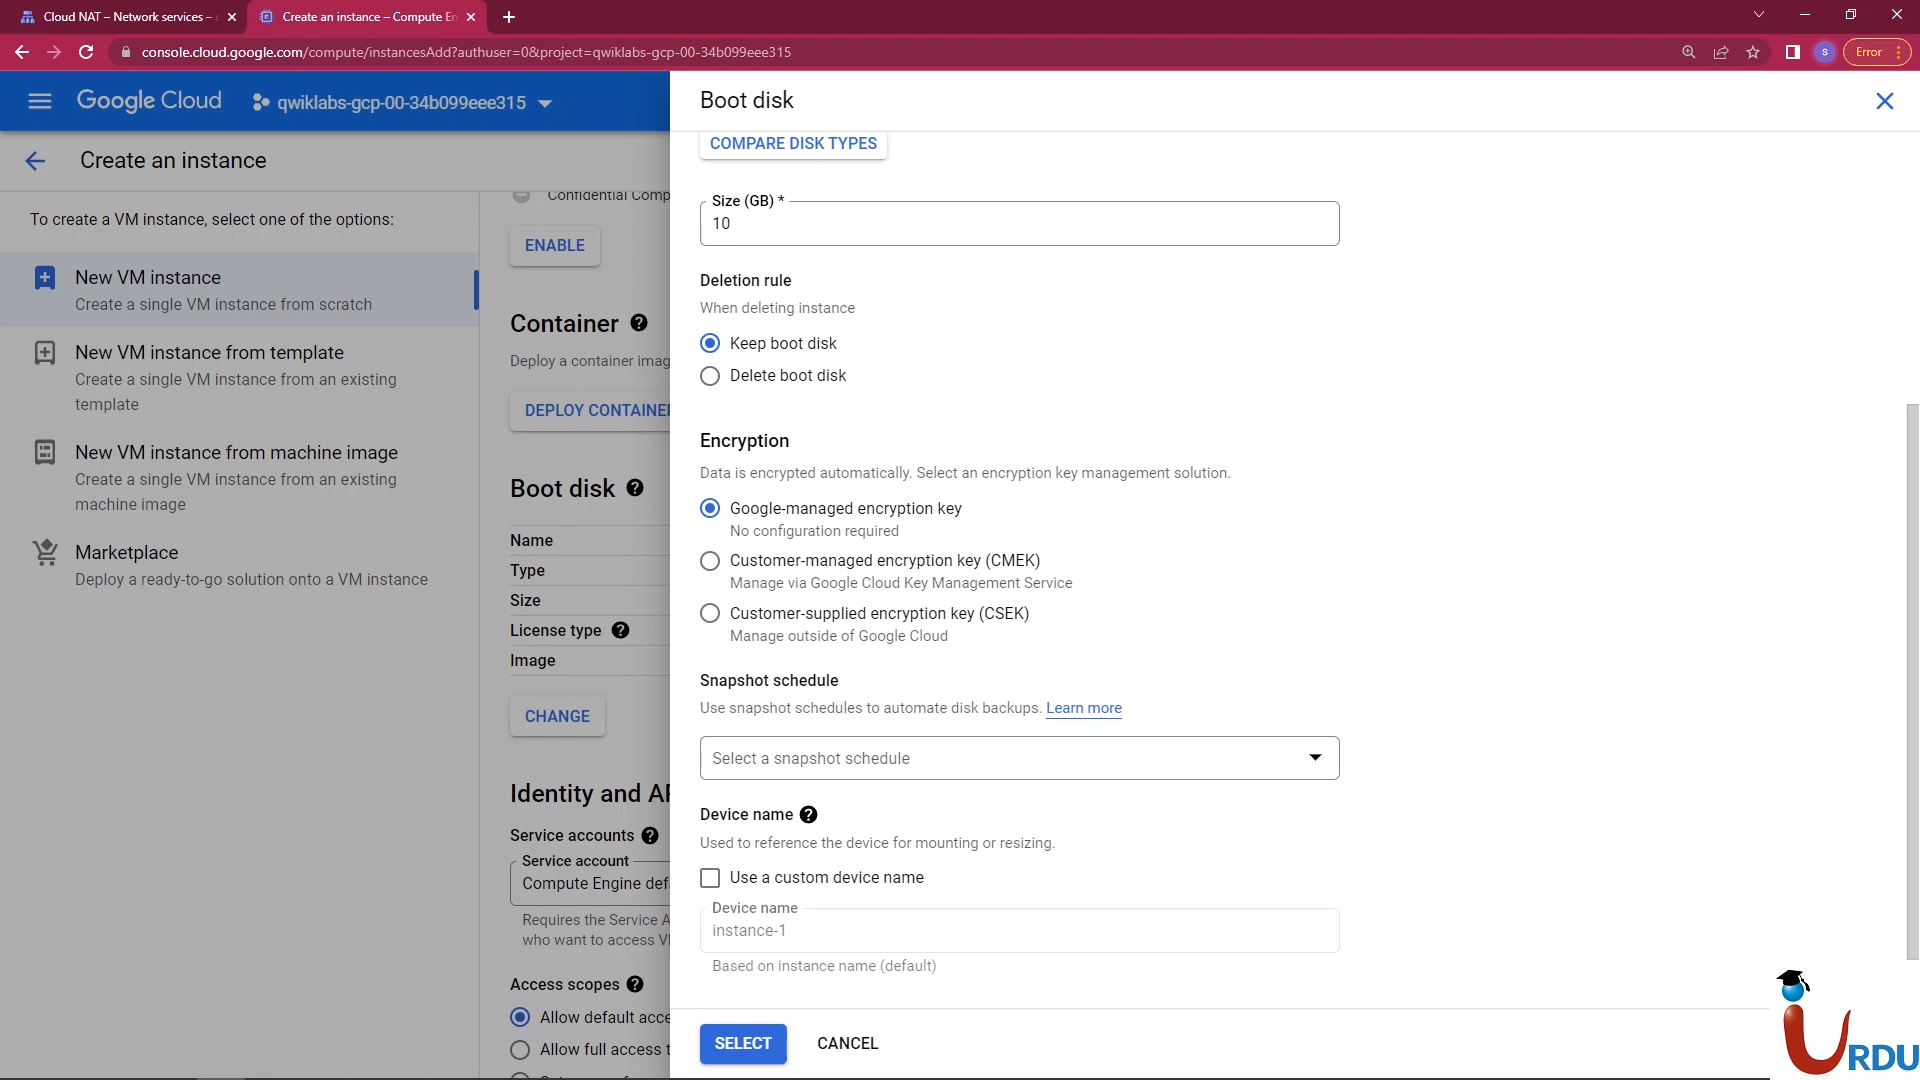 Cloud NAT – Network services –
Create an instance – Compute En
console.cloud.google.com/compute/instancesAdd?authuser=0&project=qwiklabs-gcp-00-34b099eee315
s
Error
Google Cloud
qwiklabs-gcp-00-34b099eee315
Create an instance
To create a VM instance, select one of the options:
New VM instance
Create a single VM instance from scratch
New VM instance from template
Create a single VM instance from an existing
template
New VM instance from machine image
Create a single VM instance from an existing
machine image
Marketplace
Deploy a ready-to-go solution onto a VM instance
Confidential Comp
ENABLE
Container
Deploy a container imag
DEPLOY CONTAINER
Boot disk
Name
Type
Size
License type
Image
CHANGE
Identity and AP
Service accounts
Service account
Compute Engine defa
Requires the Service A
who want to access VM
Access scopes
Allow default acce
Allow full access t
Boot disk
COMPARE DISK TYPES
Size (GB) *
10
Deletion rule
When deleting instance
Keep boot disk
Delete boot disk
Encryption
Data is encrypted automatically. Select an encryption key management solution.
Google-managed encryption key
No configuration required
Customer-managed encryption key (CMEK)
Manage via Google Cloud Key Management Service
Customer-supplied encryption key (CSEK)
Manage outside of Google Cloud
Snapshot schedule
Use snapshot schedules to automate disk backups. Learn more
Select a snapshot schedule
Device name
Used to reference the device for mounting or resizing.
Use a custom device name
Device name
instance-1
Based on instance name (default)
SELECT
CANCEL
iURDU